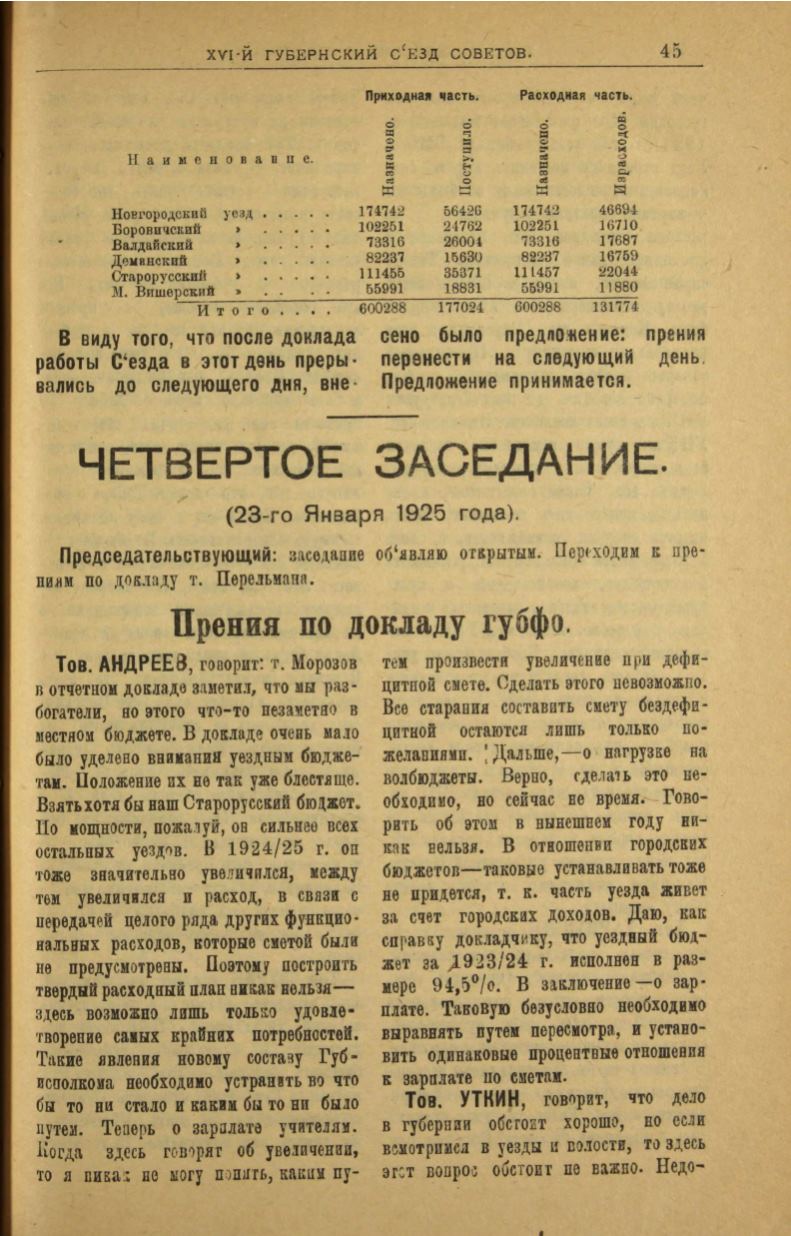 XVI-Й ГУБЕРНСКИЙ С‘ЕЗД СОВЕТОВ. 45
Приходная часть. Расходная часть.
Наименование. Назначено. Поступило. Назначено. Израсходов.
Новгородский уезд . . . . . 174742 56426 174742 46694
Боровичский » . . . . . 102251 24762 102251 16710
Валдайский » . . . . . 73316 26004 73316 17687
Демянский » . . . . . 82237 15630 82237 16759
Старорусский » . . . . . 111455 35371 111457 22044
М. Вишерский » . . . . 55991 18831 55991 11880
Итого . . . . 600288 177024 600288 131774
В виду того, что после доклада
работы С‘езда в этот день преры-
вались до следующего дня, вне-
сено было предложение: прения
перенести на следующий день.
Предложение принимается.
ЧЕТВЕРТОЕ ЗАСЕДАНИЕ.
(23-го Января 1925 года).
Председательствующий: заседание об‘являю открытым. Переходим к пре-
ниям по докладу т. Перельмана.
Прения по докладу губфо.
Тов. АНДРЕЕВ, говорит: т. Морозов
в отчетном докладе заметил, что мы раз-
богатели, но этого что-то незаметно в
местном бюджете. В докладе очень мало
было уделено внимания уездным бюдже-
там. Положение их не так уже блестяще.
Взять хотя бы наш Старорусский бюджет.
По мощности, пожалуй, он сильнее всех
остальных уездов. В 1924/25 г. он
тоже значительно увеличился, между
тем увеличился и расход, в связи с
передачей целого ряда других функцио-
нальных расходов, которые сметой были
не предусмотрены. Поэтому построить
твердый расходный план никак нельзя—
здесь возможно лишь только удовле-
творение самых крайних потребностей.
Такие явления новому составу Губ-
исполкома необходимо устранить во что
бы то ни стало и каким бы то ни было
путем. Теперь о зарплате учителям.
Когда здесь говорят об увеличении,
то я никак не могу понять, каким пу-
тем произвести увеличение при дефи-
цитной смете. Сделать этого невозможно.
Все старания составить смету бездефи-
цитной остаются лишь только по-
желаниями. Дальше,—о нагрузке на
волбюджеты. Верно, сделать это не-
обходимо, но сейчас не время. Гово-
рить об этом в нынешнем году ни-
как нельзя. В отношении городских
бюджетов—таковые устанавливать тоже
не придется, т. к. часть уезда живет
за счет городских доходов. Даю, как
справку докладчику, что уездный бюд-
жет за 1923/24 г. исполнен в раз-
мере 94,5%. В заключение—о зар-
плате. Таковую безусловно необходимо
выравнять путем пересмотра, и устано-
вить одинаковые процентные отношения
к зарплате по сметам.
Тов. УТКИН, говорит, что дело
в губернии обстоит хорошо, но если
всмотримся в уезды и волости, то здесь
этот вопрос обстоит не важно. Недо-